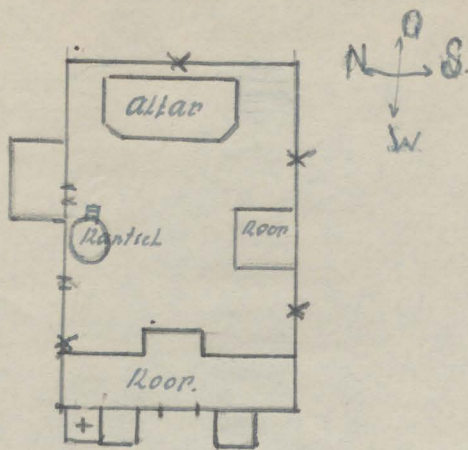 O
N S.
W.
Altar
Kantsel
Koor
Koor.